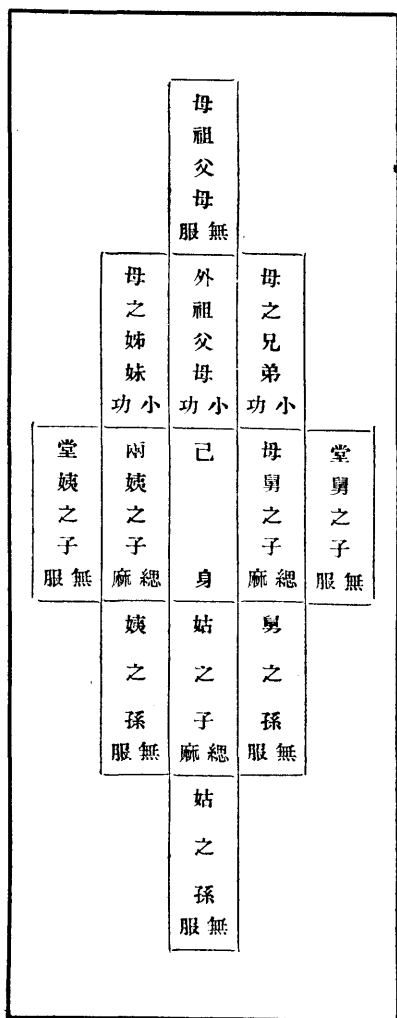 母祖父母無服
母之兄弟小功
外祖父母小功
母之姊妹小功
堂舅之子無服
母舅之子緦麻
己身
兩姨之子緦麻
堂姨之子無服
舅之孫無服
姑之子緦麻
姨之孫無服
姑之孫無服